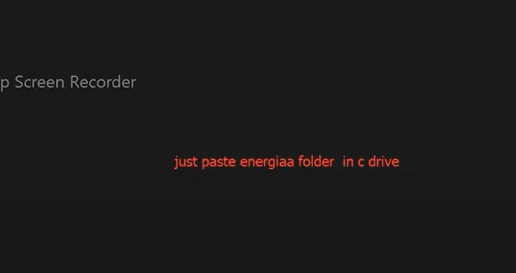 p Screen Recorder
just paste energiaa folder in c drive